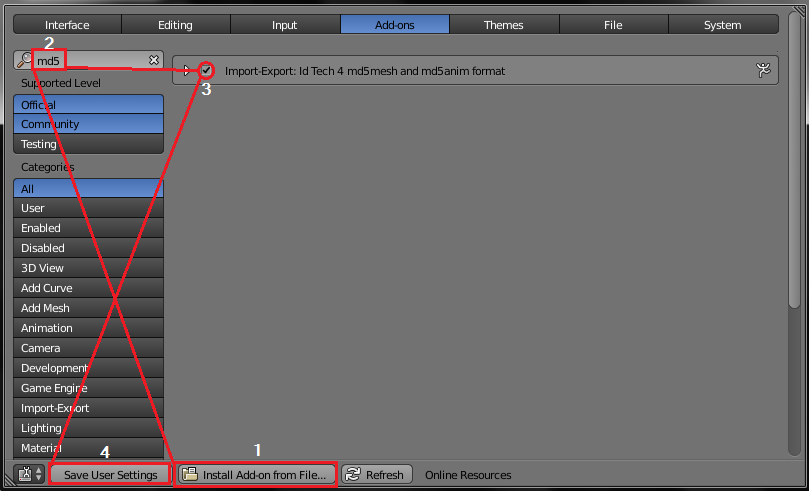 Interface Editing Input Add-ons Themes File System
2
md5
Import-Export: Id Tech 4 md5mesh and md5anim format
3
Supported Level
Official
Community
Testing
Categories
All
User
Enabled
Disabled
3D View
Add Curve
Add Mesh
Animation
Camera
Development
Game Engine
Import-Export
Lighting
Material
4 1
Save User Settings Install Add-on from File... Refresh Online Resources